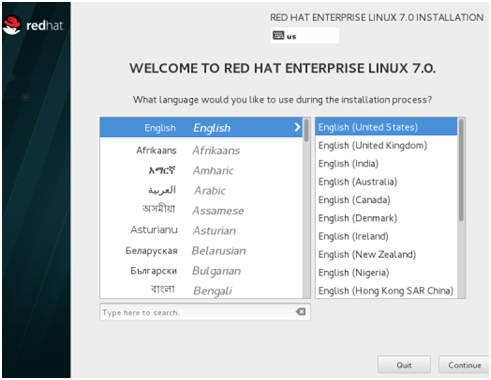 redhat
RED HAT ENTERPRISE LINUX 7.0 INSTALLATION
us
WELCOME TO RED HAT ENTERPRISE LINUX 7.0.
What language would you like to use during the installation process?
English English
Afrikaans Afrikaans
አማርኛ Amharic
العربية Arabic
অসমীয়া Assamese
Asturianu Asturian
Беларуская Belarusian
Български Bulgarian
বাংলা Bengali
English (United States)
English (United Kingdom)
English (India)
English (Australia)
English (Canada)
English (Denmark)
English (Ireland)
English (New Zealand)
English (Nigeria)
English (Hong Kong SAR China)
Type here to search.
Quit Continue